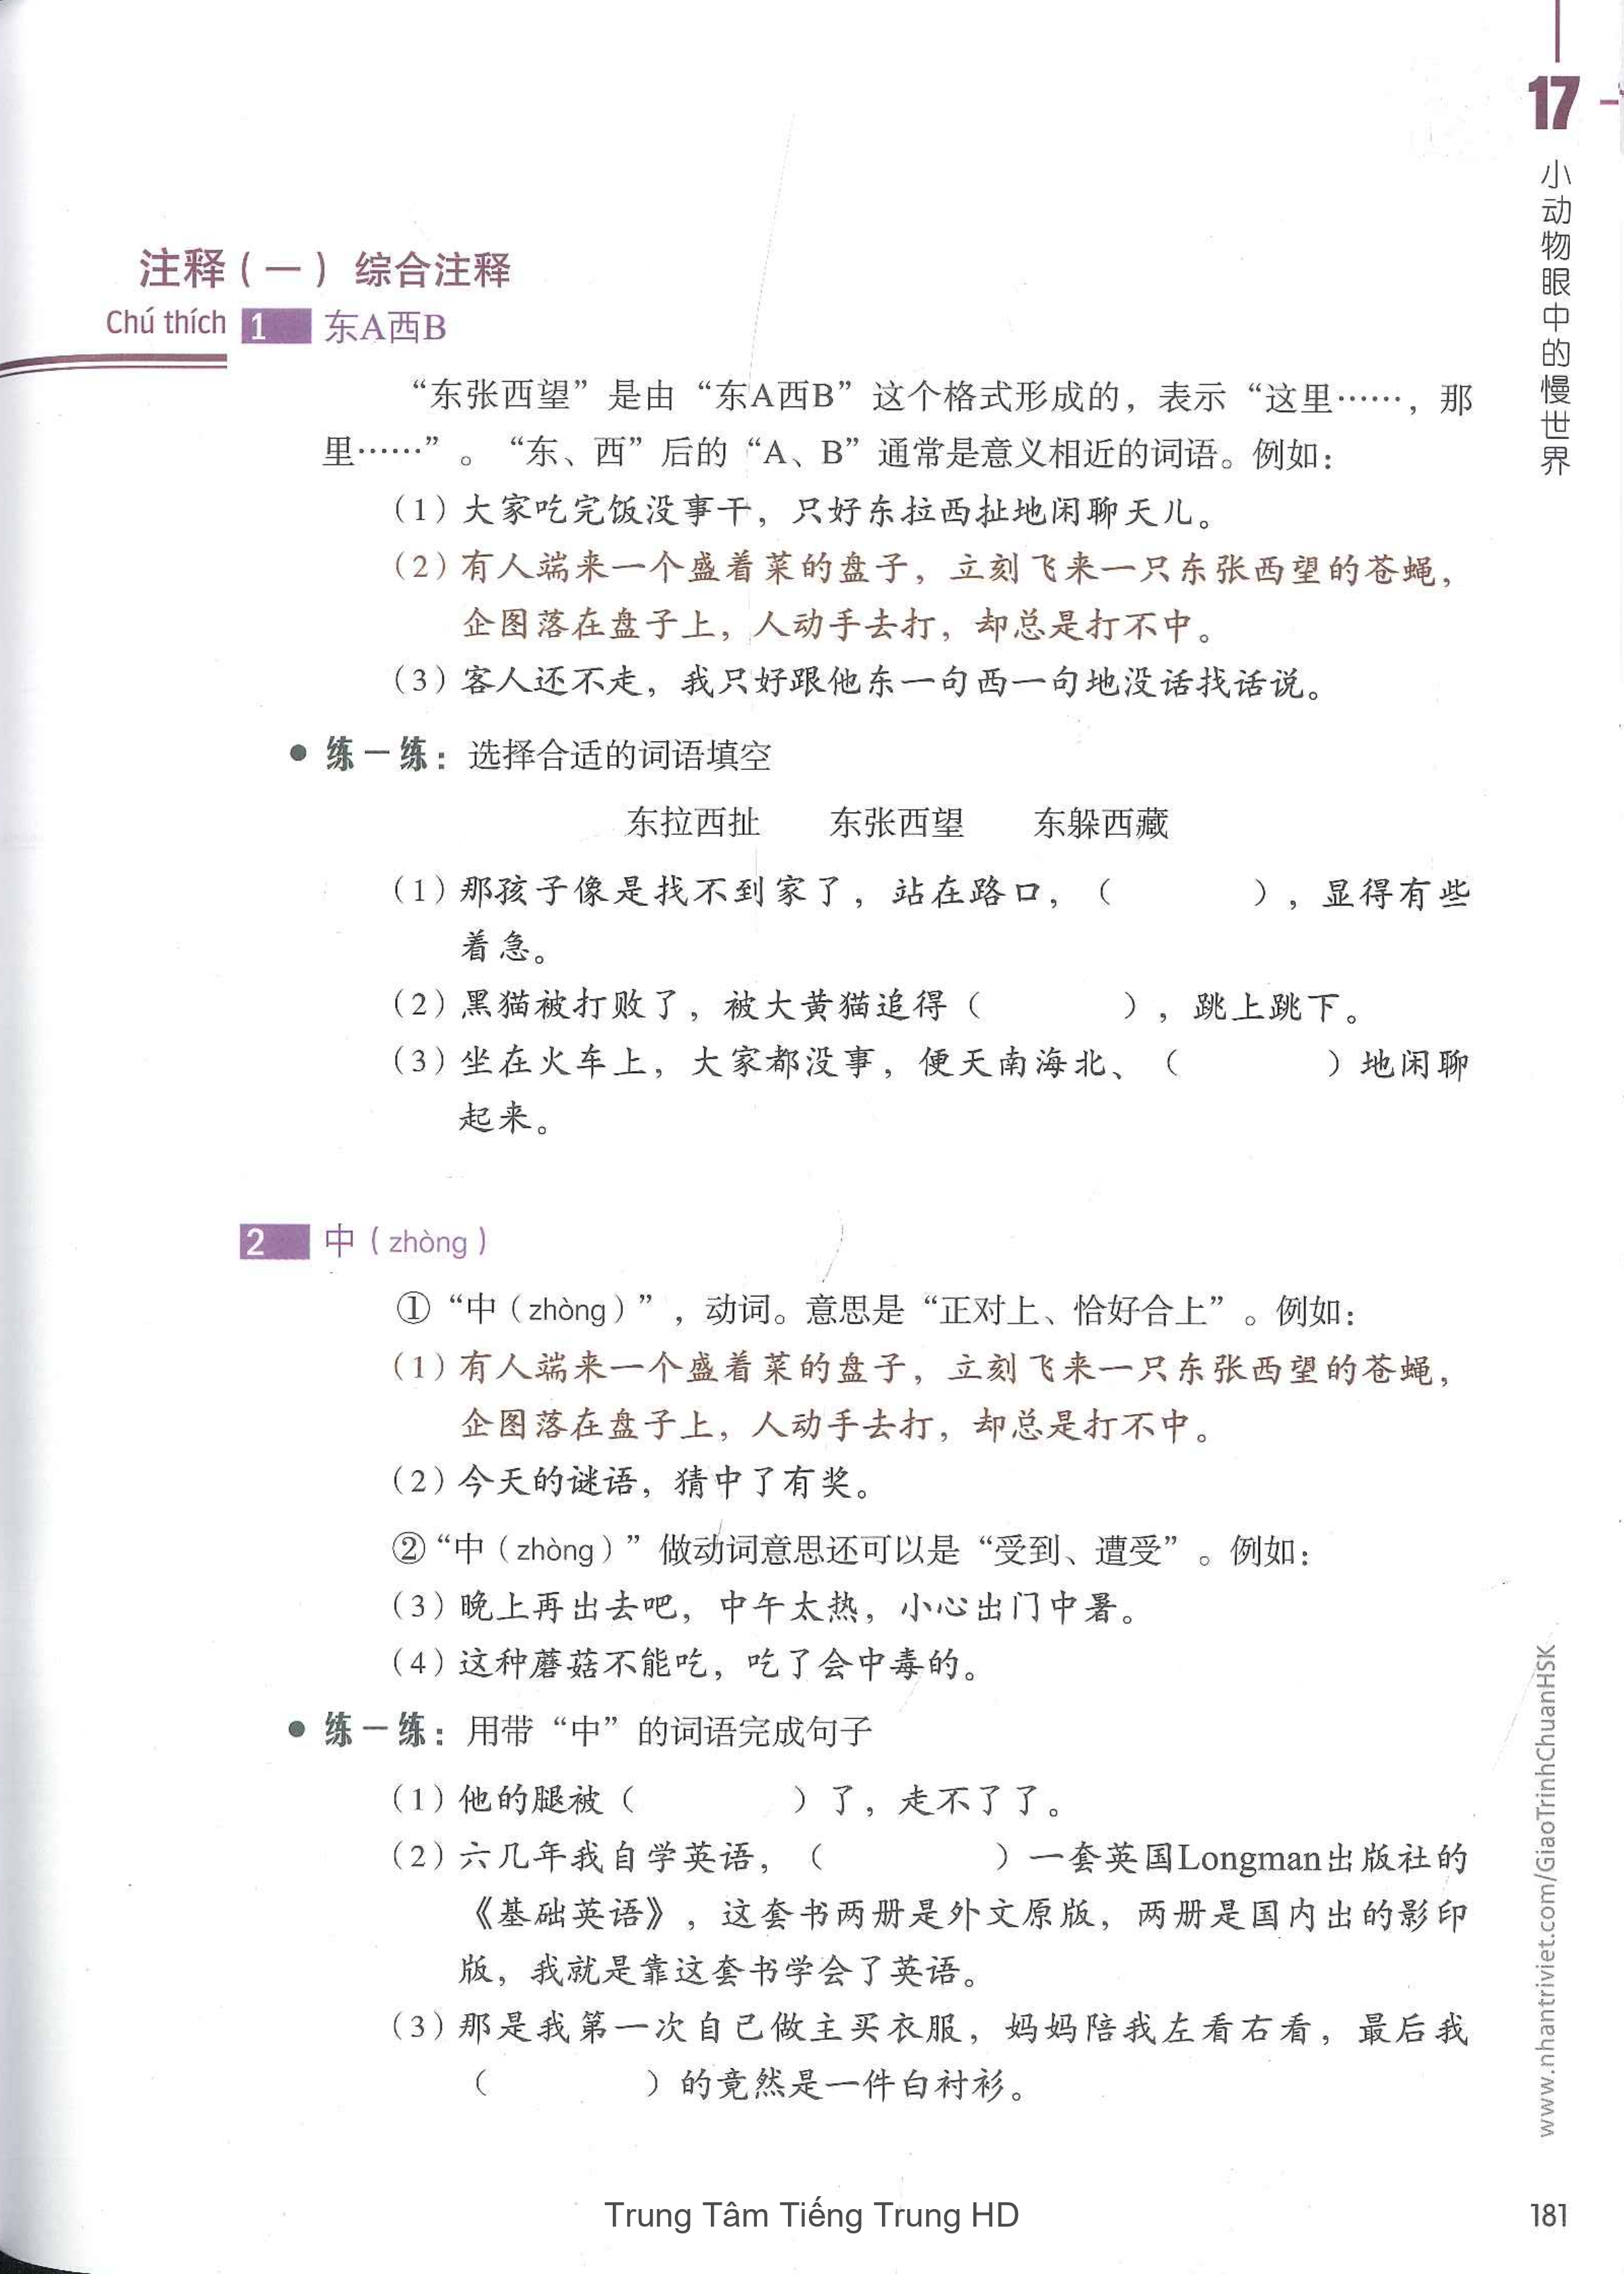 17
小动物眼中的慢世界
注释（一） 综合注释
Chú thích
1 东A西B
“东张西望”是由“东A西B”这个格式形成的，表示“这里……，那
里……”。“东、西”后的“A、B”通常是意义相近的词语。例如：
（1）大家吃完饭没事干，只好东拉西扯地闲聊天儿。
（2）有人端来一个盛着菜的盘子，立刻飞来一只东张西望的苍蝇，
企图落在盘子上，人动手去打，却总是打不中。
（3）客人还不走，我只好跟他东一句西一句地没话找话说。
● 练一练：选择合适的词语填空
东拉西扯 东张西望 东躲西藏
（1）那孩子像是找不到家了，站在路口，（ ），显得有些
着急。
（2）黑猫被打败了，被大黄猫追得（ ），跳上跳下。
（3）坐在火车上，大家都没事，便天南海北、（ ）地闲聊
起来。
2 中（zhòng）
①“中（zhòng）”，动词。意思是“正对上、恰好合上”。例如：
（1）有人端来一个盛着菜的盘子，立刻飞来一只东张西望的苍蝇，
企图落在盘子上，人动手去打，却总是打不中。
（2）今天的谜语，猜中了有奖。
②“中（zhòng）”做动词意思还可以是“受到、遭受”。例如：
（3）晚上再出去吧，中午太热，小心出门中暑。
（4）这种蘑菇不能吃，吃了会中毒的。
● 练一练：用带“中”的词语完成句子
（1）他的腿被（ ）了，走不了了。
（2）六几年我自学英语，（ ）一套英国Longman出版社的
《基础英语》，这套书两册是外文原版，两册是国内出的影印
版，我就是靠这套书学会了英语。
（3）那是我第一次自己做主买衣服，妈妈陪我左看右看，最后我
（ ）的竟然是一件白衬衫。
www.nhantriviet.com/GiaoTrinhChuanHSK
Trung Tâm Tiếng Trung HD
181